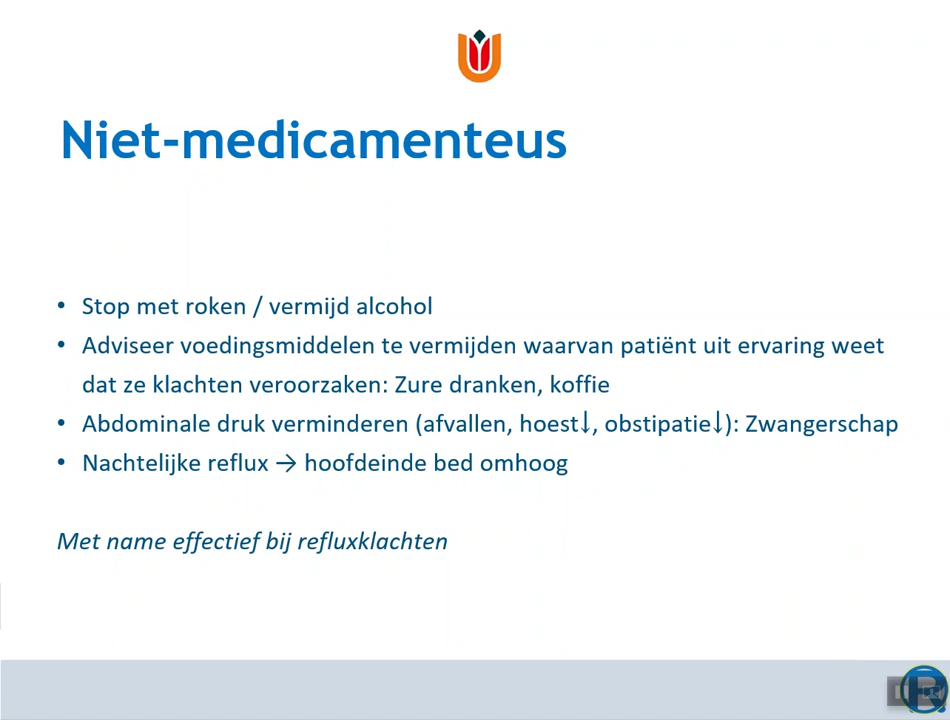 Niet-medicamenteus
• Stop met roken / vermijd alcohol
• Adviseer voedingsmiddelen te vermijden waarvan patiënt uit ervaring weet
dat ze klachten veroorzaken: Zure dranken, koffie
• Abdominale druk verminderen (afvallen, hoest↓, obstipatie↓): Zwangerschap
• Nachtelijke reflux → hoofdeinde bed omhoog
Met name effectief bij refluxklachten